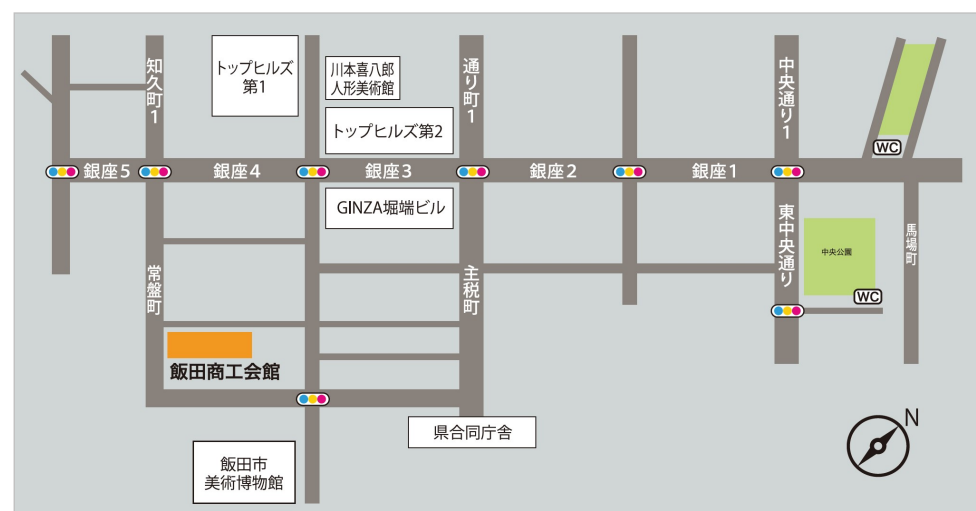 知久町1
トップヒルズ
第1
川本喜八郎
人形美術館
通り町1
トップヒルズ第2
中央通り1
WC
銀座5
銀座4
銀座3
銀座2
銀座1
GINZA堀端ビル
常盤町
主税町
東中央通り
中央公園
馬場町
WC
飯田商工会館
県合同庁舎
飯田市
美術博物館
N